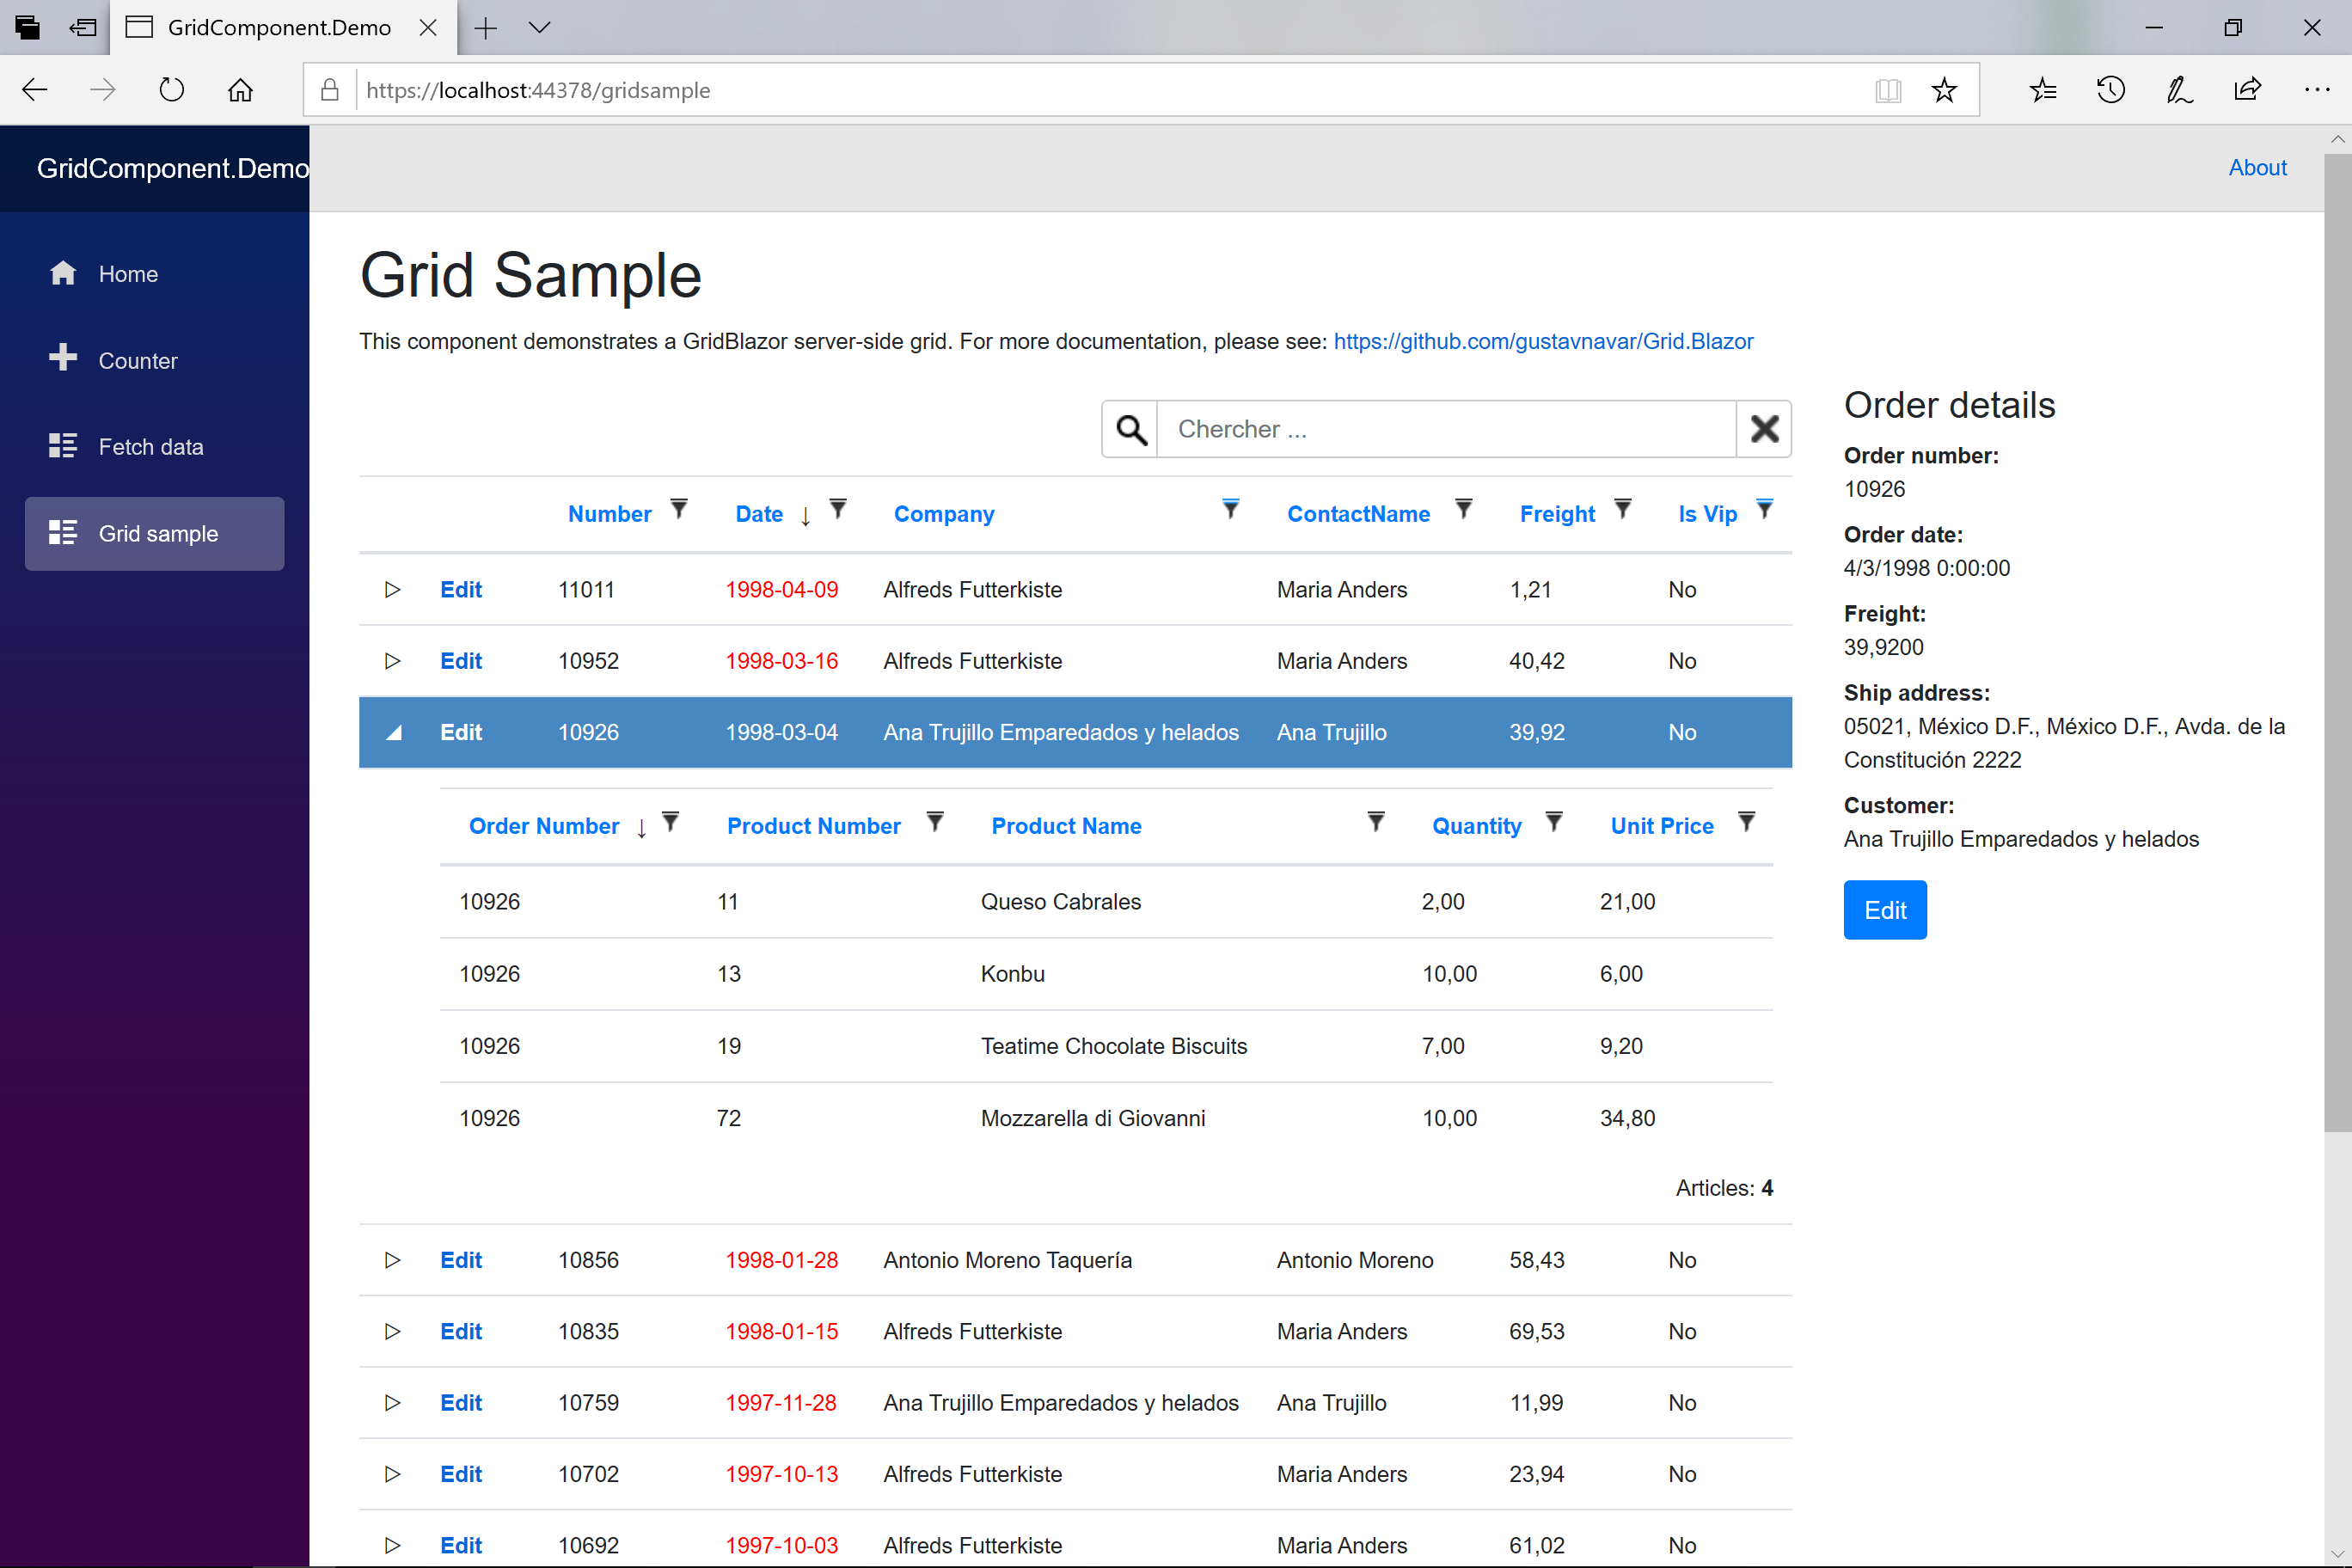 GridComponent.Demo
https://localhost:44378/gridsample
GridComponent.Demo
About
Home
Counter
Fetch data
Grid sample
Grid Sample
This component demonstrates a GridBlazor server-side grid. For more documentation, please see: https://github.com/gustavnavar/Grid.Blazor
Chercher ...
Number Date ↓ Company ContactName Freight Is Vip
Edit 11011 1998-04-09 Alfreds Futterkiste Maria Anders 1,21 No
Edit 10952 1998-03-16 Alfreds Futterkiste Maria Anders 40,42 No
Edit 10926 1998-03-04 Ana Trujillo Emparedados y helados Ana Trujillo 39,92 No
Order Number ↓ Product Number Product Name Quantity Unit Price
10926 11 Queso Cabrales 2,00 21,00
10926 13 Konbu 10,00 6,00
10926 19 Teatime Chocolate Biscuits 7,00 9,20
10926 72 Mozzarella di Giovanni 10,00 34,80
Articles: 4
Edit 10856 1998-01-28 Antonio Moreno Taquería Antonio Moreno 58,43 No
Edit 10835 1998-01-15 Alfreds Futterkiste Maria Anders 69,53 No
Edit 10759 1997-11-28 Ana Trujillo Emparedados y helados Ana Trujillo 11,99 No
Edit 10702 1997-10-13 Alfreds Futterkiste Maria Anders 23,94 No
Edit 10692 1997-10-03 Alfreds Futterkiste Maria Anders 61,02 No
Order details
Order number:
10926
Order date:
4/3/1998 0:00:00
Freight:
39,9200
Ship address:
05021, México D.F., México D.F., Avda. de la
Constitución 2222
Customer:
Ana Trujillo Emparedados y helados
Edit